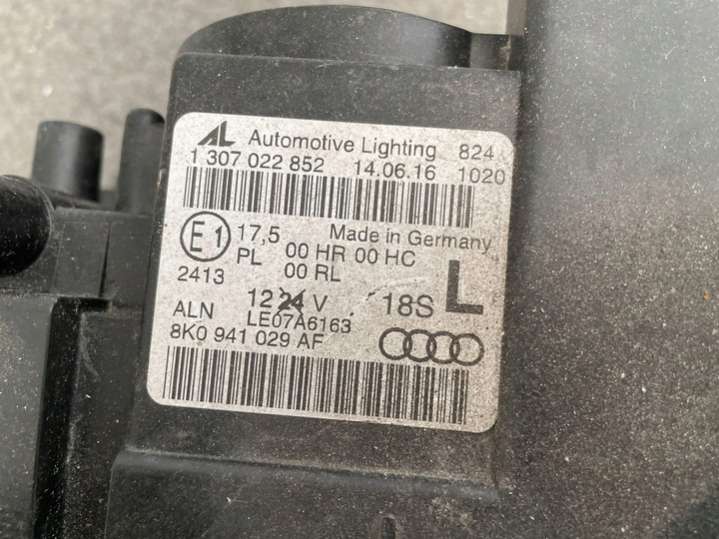 AL Automotive Lighting 824
1 307 022 852 14.06.16 1020
E1 17,5 Made in Germany
PL 00 HR 00 HC
2413 00 RL
12 24 V 18S L
ALN LE07A6163
8K0 941 029 AF